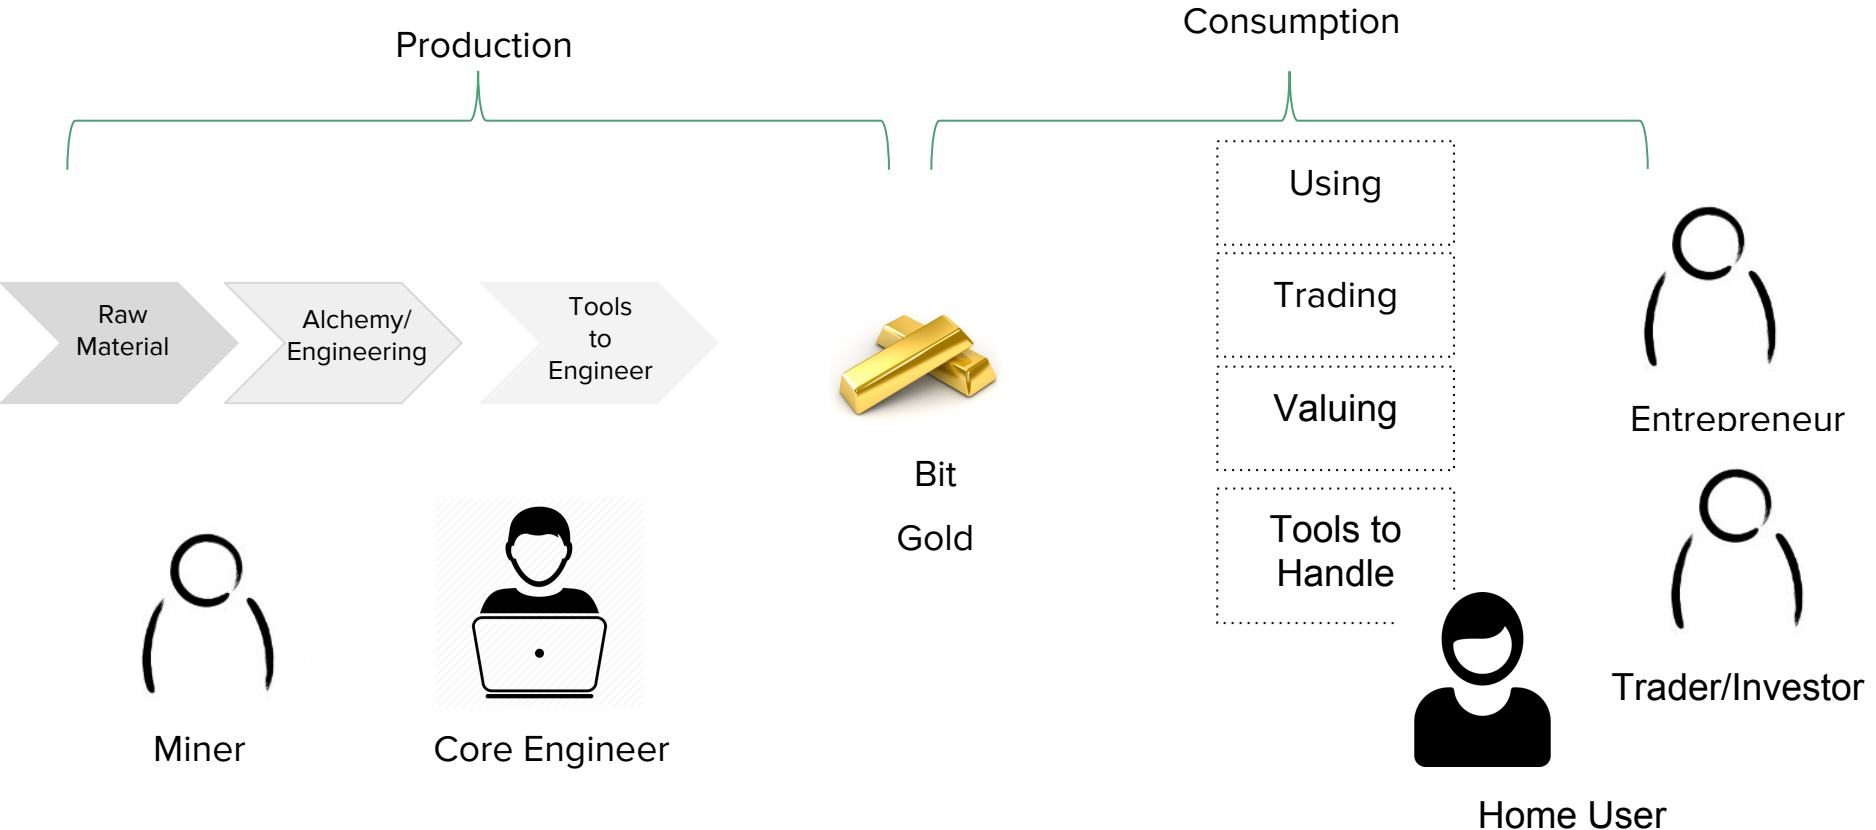 Production
Consumption
Raw
Material
Alchemy/
Engineering
Tools
to
Engineer
Bit
Gold
Miner
Core Engineer
Using
Trading
Valuing
Tools to
Handle
Entrepreneur
Trader/Investor
Home User